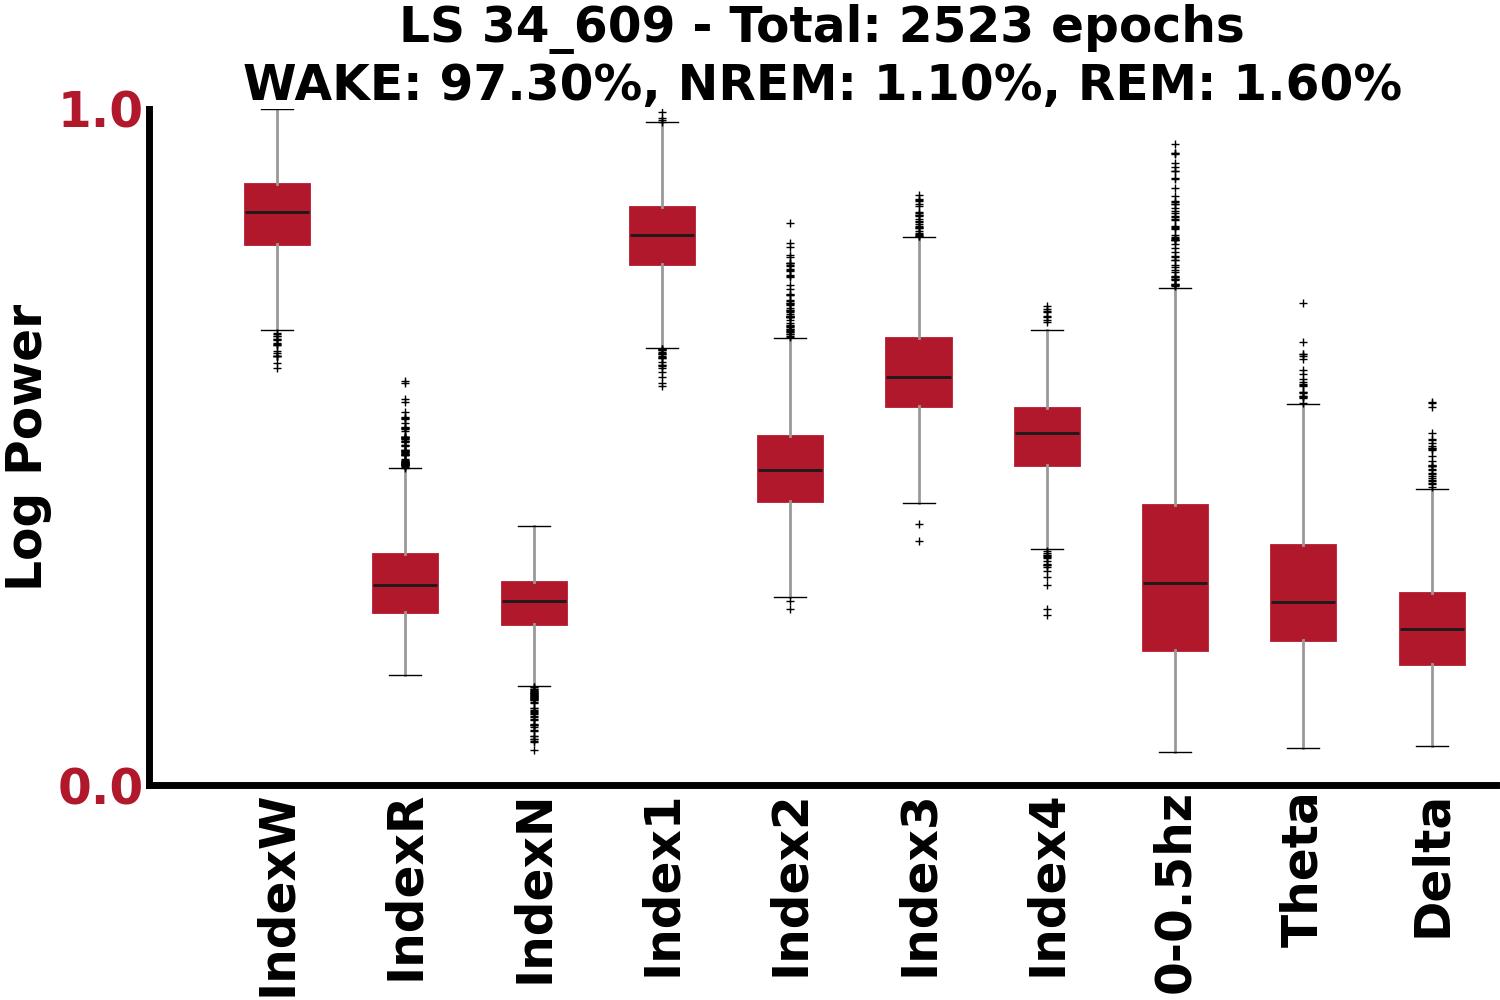 LS 34_609 - Total: 2523 epochs
WAKE: 97.30%, NREM: 1.10%, REM: 1.60%
1.0
Log Power
0.0
IndexW
IndexR
IndexN
Index1
Index2
Index3
Index4
0-0.5hz
Theta
Delta